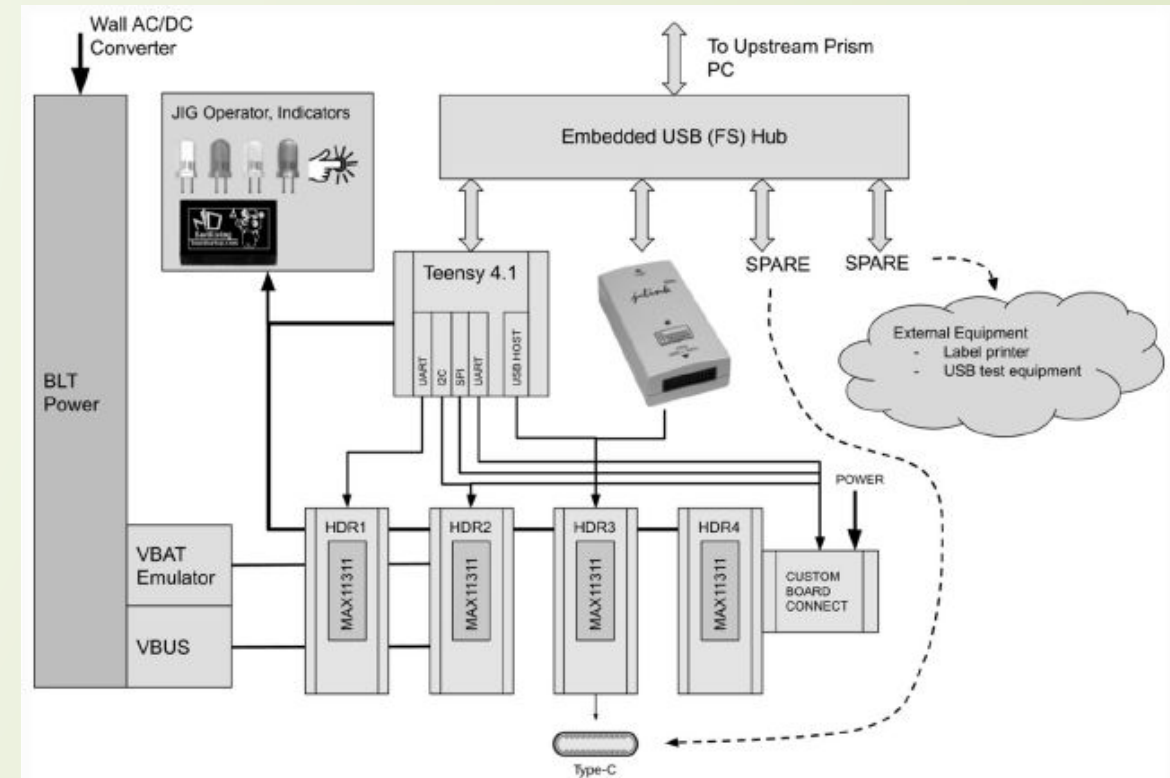 Wall AC/DC
Converter
To Upstream Prism
PC
JIG Operator, Indicators
Embedded USB (FS) Hub
Teensy 4.1
UART
I2C
SPI
UART
USB HOST
SPARE
SPARE
External Equipment
- Label printer
- USB test equipment
BLT
Power
POWER
HDR1
HDR2
HDR3
HDR4
MAX11311
MAX11311
MAX11311
MAX11311
VBAT
Emulator
CUSTOM
BOARD
CONNECT
VBUS
Type-C